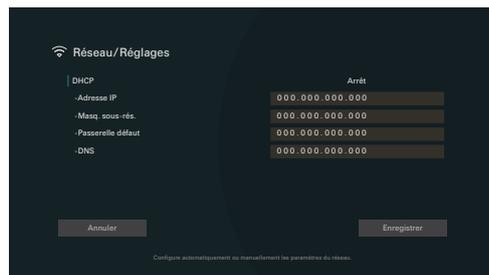 Réseau/Réglages
DHCP Arrêt
-Adresse IP 000.000.000.000
-Masq. sous-rés. 000.000.000.000
-Passerelle défaut 000.000.000.000
-DNS 000.000.000.000
Annuler Enregistrer
Configure automatiquement ou manuellement les paramètres du réseau.